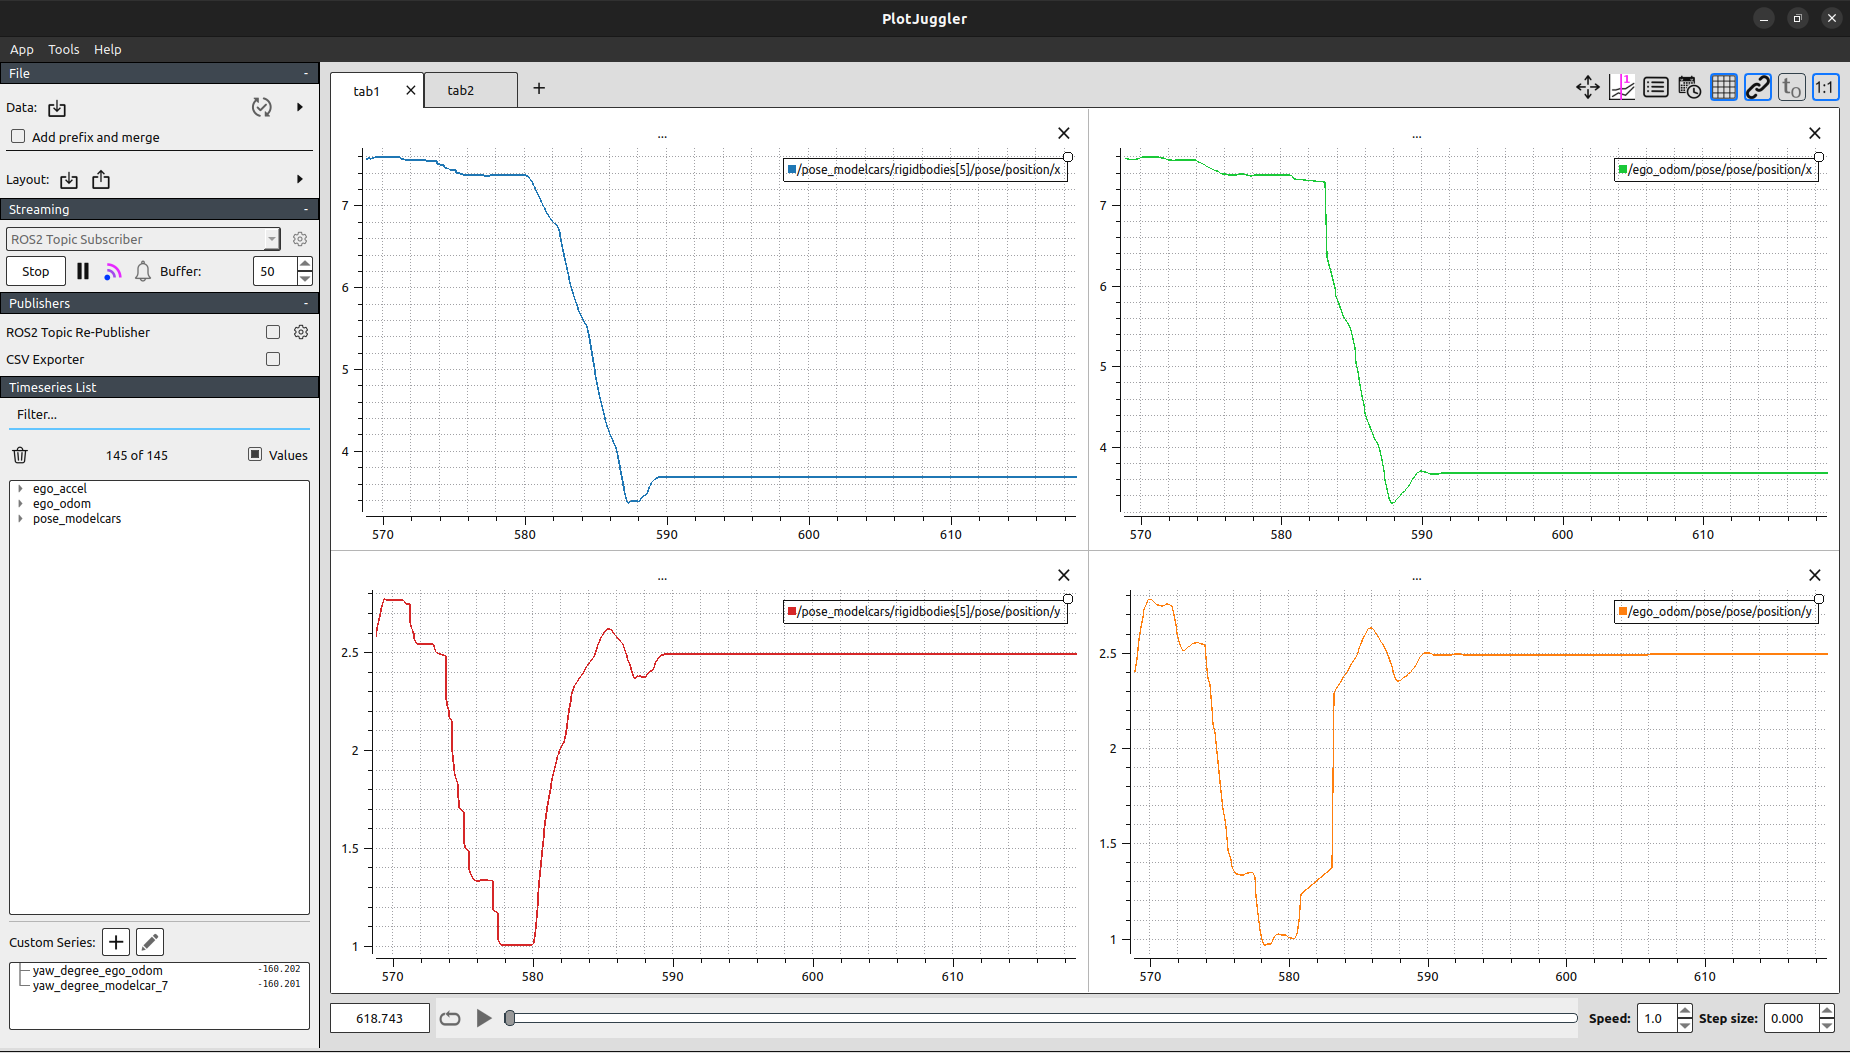 PlotJuggler
App Tools Help
File -
Data:
Add prefix and merge
Layout:
Streaming -
ROS2 Topic Subscriber
Stop Buffer: 50
Publishers -
ROS2 Topic Re-Publisher
CSV Exporter
Timeseries List
Filter...
145 of 145 Values
ego_accel
ego_odom
pose_modelcars
Custom Series:
yaw_degree_ego_odom -160.202
yaw_degree_modelcar_7 -160.201
tab1 tab2 +
1 t0 1:1
...
/pose_modelcars/rigidbodies[5]/pose/position/x
7
6
5
4
570 580 590 600 610
...
/ego_odom/pose/pose/position/x
7
6
5
4
570 580 590 600 610
...
/pose_modelcars/rigidbodies[5]/pose/position/y
2.5
2
1.5
1
570 580 590 600 610
...
/ego_odom/pose/pose/position/y
2.5
2
1.5
1
570 580 590 600 610
618.743 Speed: 1.0 Step size: 0.000